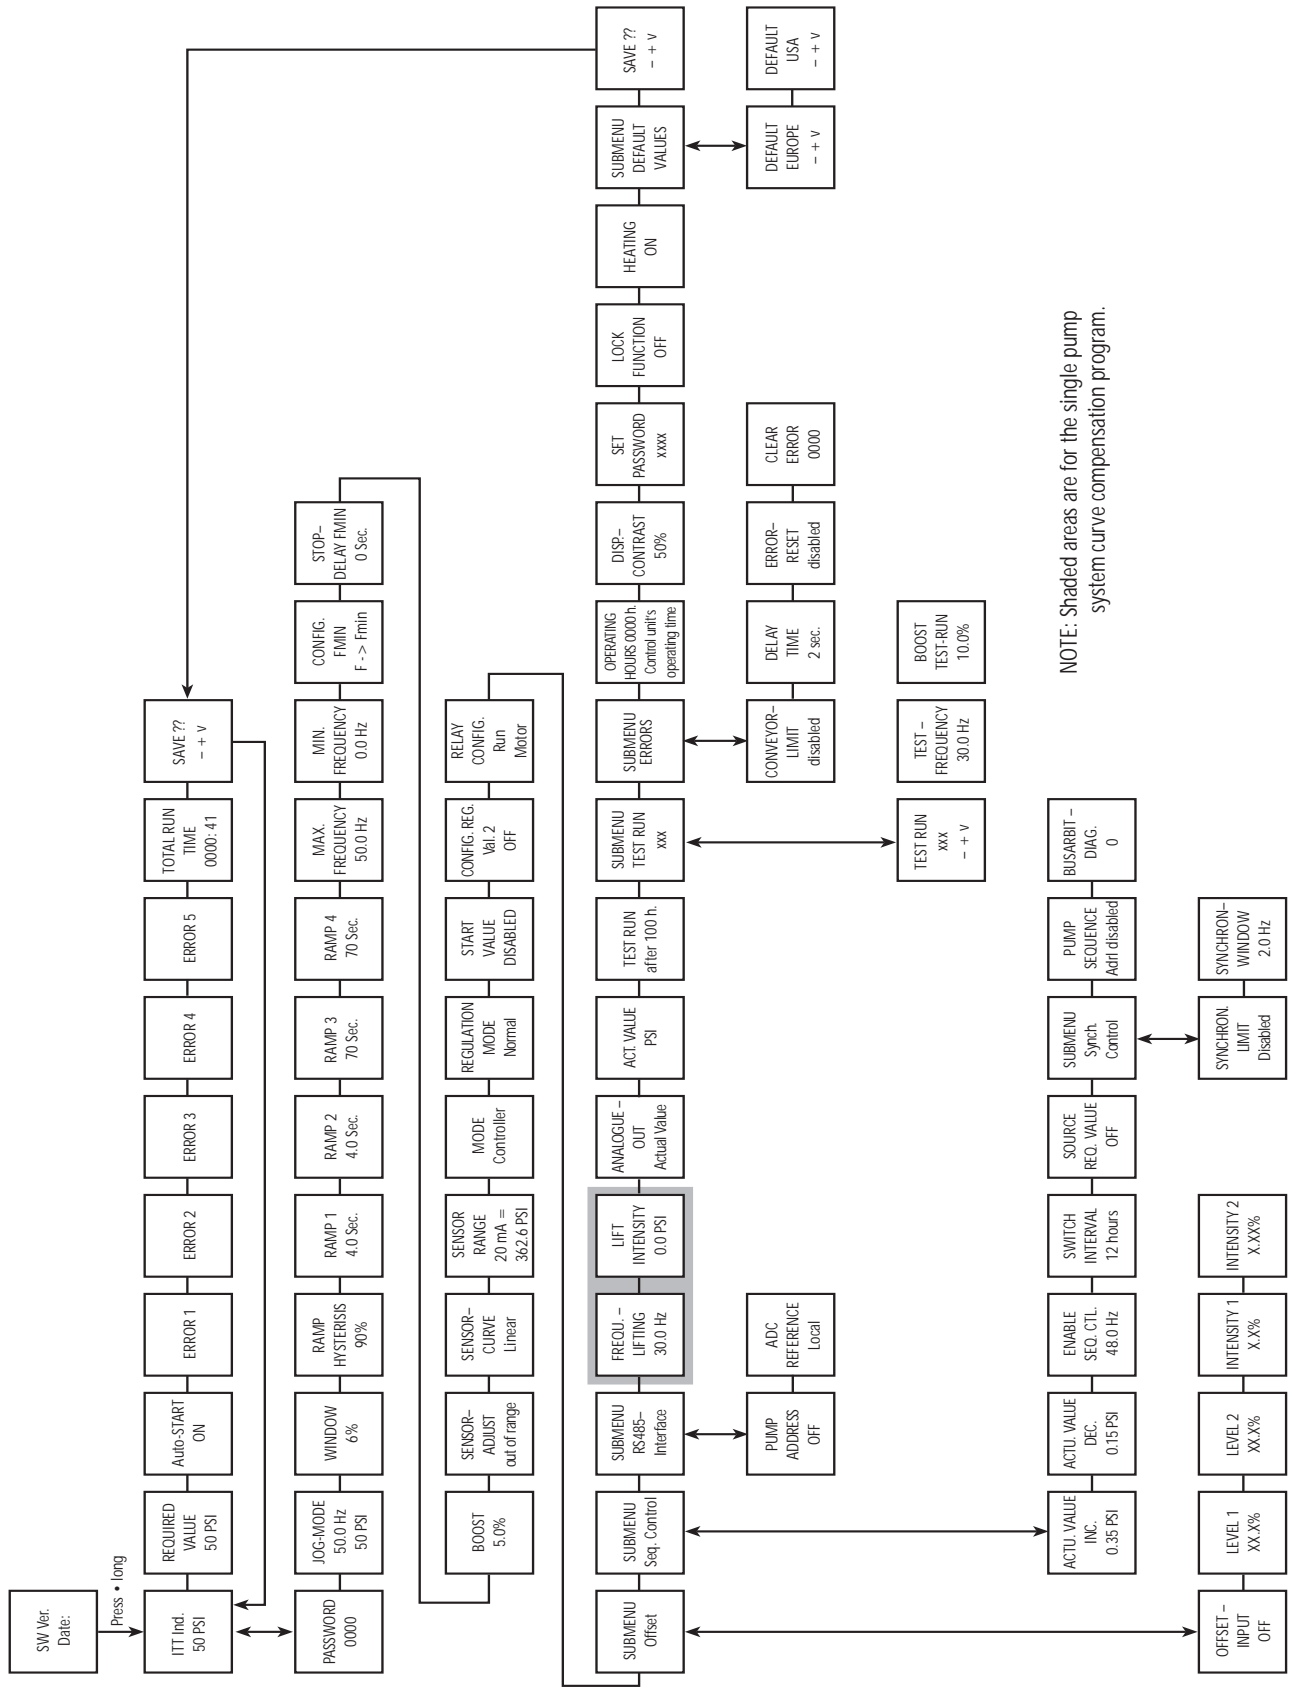 SW Ver.
Date:
Press • long
ITT Ind.
50 PSI
REQUIRED
VALUE
50 PSI
Auto-START
ON
ERROR 1
ERROR 2
ERROR 3
ERROR 4
ERROR 5
TOTAL RUN
TIME
0000: 41
SAVE ??
– + v
PASSWORD
0000
JOG-MODE
50.0 Hz
50 PSI
WINDOW
6%
RAMP
HYSTERISIS
90%
RAMP 1
4.0 Sec.
RAMP 2
4.0 Sec.
RAMP 3
70 Sec.
RAMP 4
70 Sec.
MAX.
FREQUENCY
50.0 Hz
MIN.
FREQUENCY
0.0 Hz
CONFIG.
FMIN
F - > Fmin
STOP–
DELAY FMIN
0 Sec.
BOOST
5.0%
SENSOR–
ADJUST
out of range
SENSOR–
CURVE
Linear
SENSOR
RANGE
20 mA =
362.6 PSI
MODE
Controller
REGULATION
MODE
Normal
START
VALUE
DISABLED
CONFIG. REG.
Val. 2
OFF
RELAY
CONFIG.
Run
Motor
SUBMENU
Offset
SUBMENU
Seq. Control
SUBMENU
RS485–
Interface
FREQU. –
LIFTING
30.0 Hz
LIFT
INTENSITY
0.0 PSI
ANALOGUE –
OUT
Actual Value
ACT. VALUE
PSI
TEST RUN
after 100 h.
SUBMENU
TEST RUN
xxx
SUBMENU
ERRORS
OPERATING
HOURS 0000 h.
Control unit's
operating time
DISP.–
CONTRAST
50%
SET
PASSWORD
xxxx
LOCK
FUNCTION
OFF
HEATING
ON
SUBMENU
DEFAULT
VALUES
SAVE ??
– + v
PUMP
ADDRESS
OFF
ADC
REFERENCE
Local
CONVEYOR–
LIMIT
disabled
DELAY
TIME
2 sec.
ERROR–
RESET
disabled
CLEAR
ERROR
0000
DEFAULT
EUROPE
– + v
DEFAULT
USA
– + v
TEST RUN
xxx
– + v
TEST –
FREQUENCY
30.0 Hz
BOOST
TEST-RUN
10.0%
ACTU. VALUE
INC.
0.35 PSI
ACTU. VALUE
DEC.
0.15 PSI
ENABLE
SEQ. CTL.
48.0 Hz
SWITCH
INTERVAL
12 hours
SOURCE
REQ. VALUE
OFF
SUBMENU
Synch.
Control
PUMP
SEQUENCE
Adrl disabled
BUSARBIT –
DIAG.
0
OFFSET –
INPUT
OFF
LEVEL 1
XX.X%
LEVEL 2
XX.X%
INTENSITY 1
X.X%
INTENSITY 2
X.XX%
SYNCHRON.
LIMIT
Disabled
SYNCHRON–
WINDOW
2.0 Hz
NOTE: Shaded areas are for the single pump
system curve compensation program.